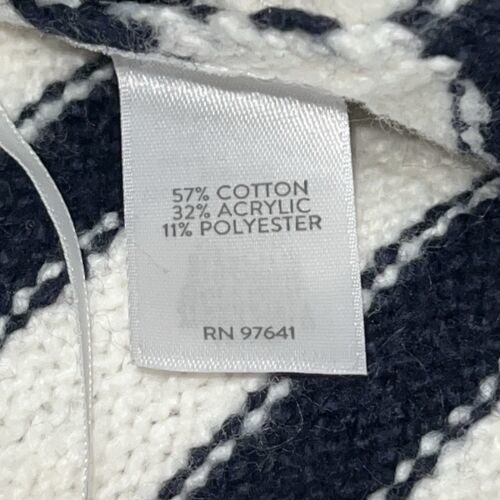 57% COTTON
32% ACRYLIC
11% POLYESTER
RN 97641